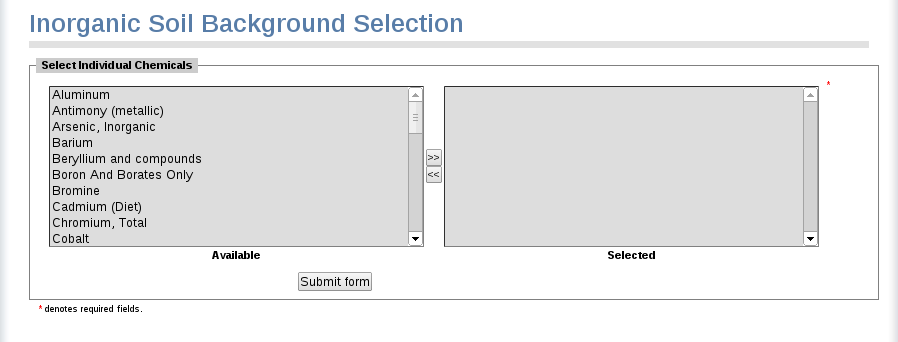 Inorganic Soil Background Selection
Select Individual Chemicals
*
Aluminum
Antimony (metallic)
Arsenic, Inorganic
Barium
Beryllium and compounds
Boron And Borates Only
Bromine
Cadmium (Diet)
Chromium, Total
Cobalt
>>
<<
Available
Selected
Submit form
* denotes required fields.